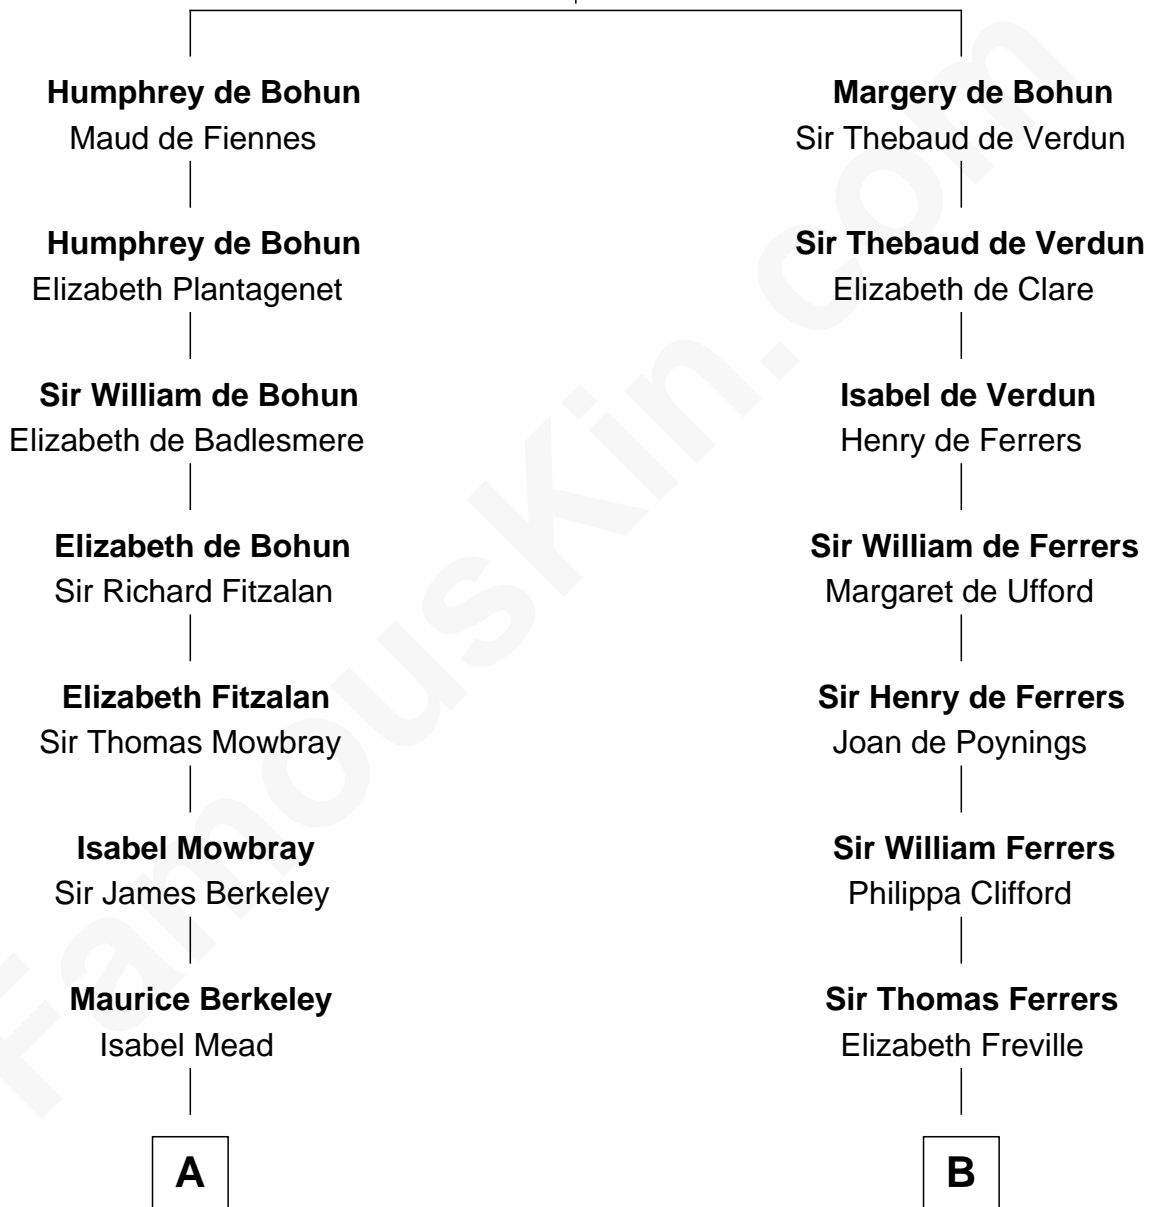 Humphrey de Bohun
Maud de Fiennes
Humphrey de Bohun
Elizabeth Plantagenet
Sir William de Bohun
Elizabeth de Badlesmere
Elizabeth de Bohun
Sir Richard Fitzalan
Elizabeth Fitzalan
Sir Thomas Mowbray
Isabel Mowbray
Sir James Berkeley
Maurice Berkeley
Isabel Mead
A
Margery de Bohun
Sir Thebaud de Verdun
Sir Thebaud de Verdun
Elizabeth de Clare
Isabel de Verdun
Henry de Ferrers
Sir William de Ferrers
Margaret de Ufford
Sir Henry de Ferrers
Joan de Poynings
Sir William Ferrers
Philippa Clifford
Sir Thomas Ferrers
Elizabeth Freville
B
FamousKin.com